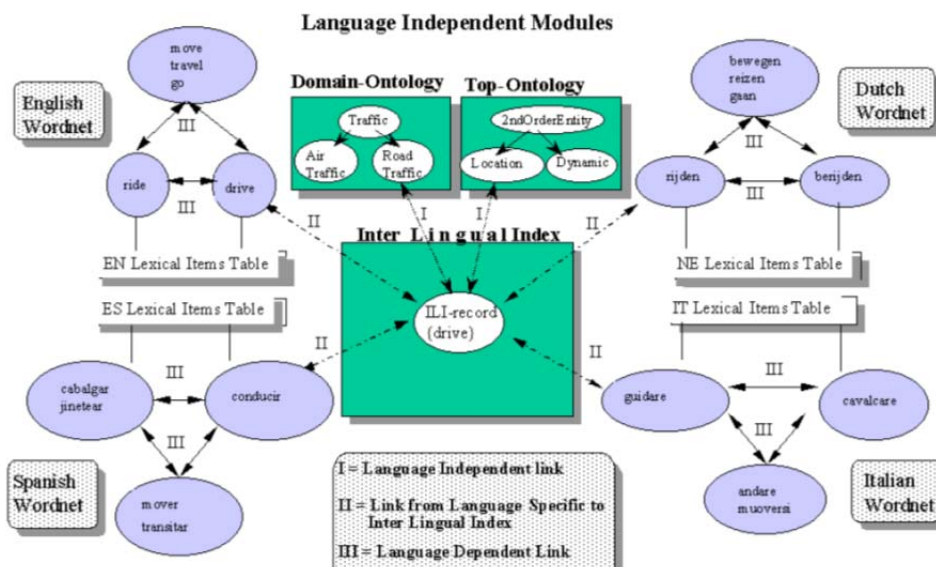 Language Independent Modules
move
travel
go
English
Wordnet
III
ride
drive
III
EN Lexical Items Table
Domain-Ontology
Traffic
Air
Traffic
Road
Traffic
Top-Ontology
2ndOrderEntity
Location
Dynamic
bewegen
reizen
gaan
Dutch
Wordnet
III
rijden
berijden
III
NE Lexical Items Table
II
I
I
II
Inter Lingual Index
ILI-record
(drive)
ES Lexical Items Table
II
cabalgar
jinetear
III
conducir
III
Spanish
Wordnet
mover
transitar
IT Lexical Items Table
II
guidare
III
cavalcare
III
andare
muoversi
Italian
Wordnet
I = Language Independent link
II = Link from Language Specific to
Inter Lingual Index
III = Language Dependent Link